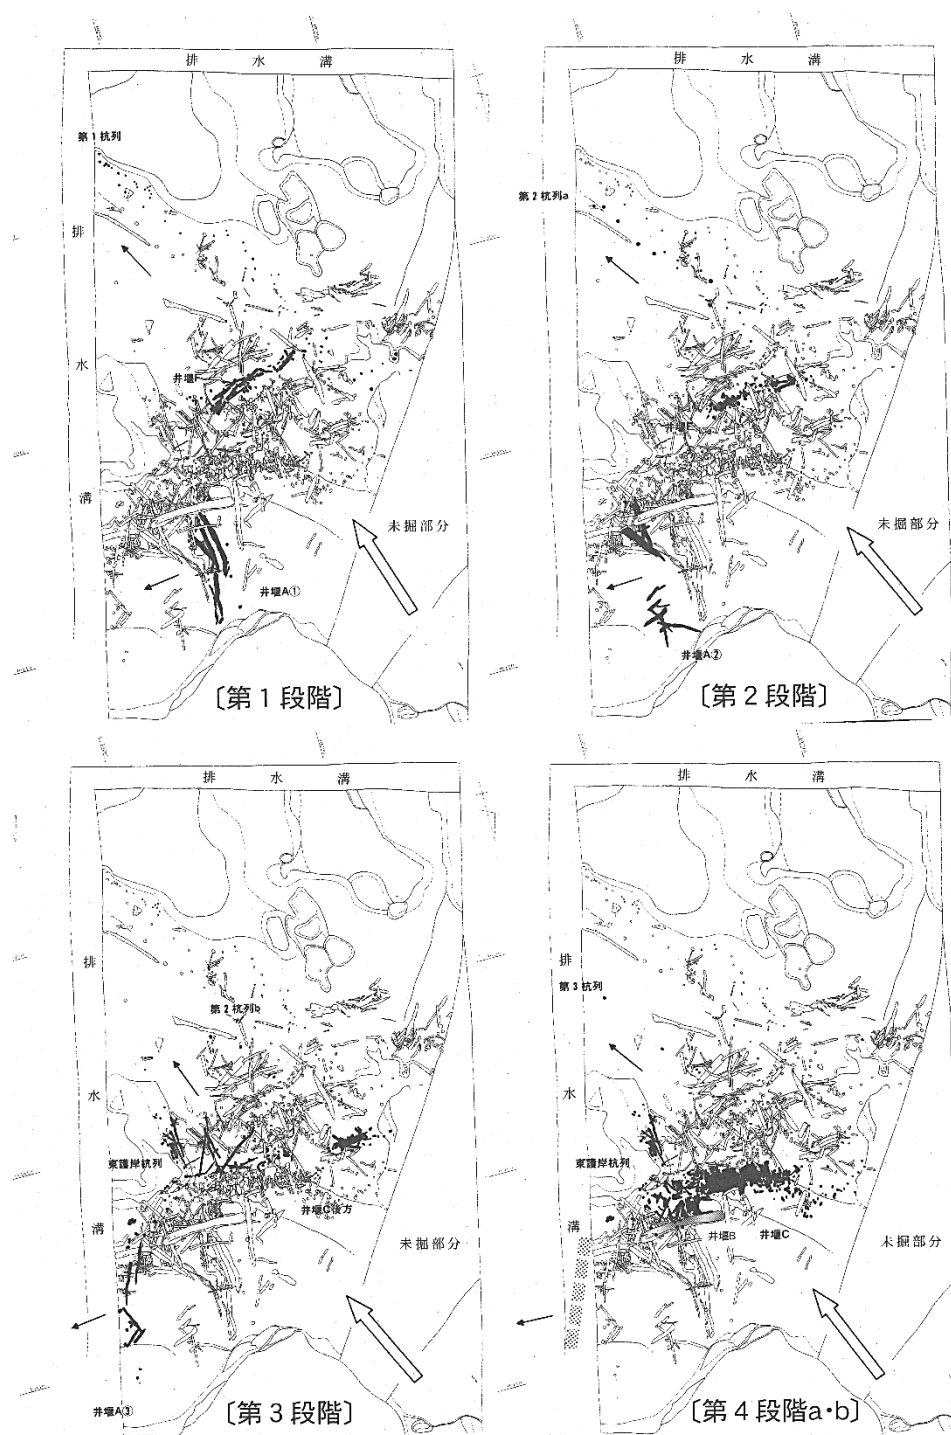 排水溝
第1杭列
排水溝
井堰F
未掘部分
井堰A①
〔第1段階〕
排水溝
第2杭列a
井堰E
未掘部分
井堰A②
〔第2段階〕
排水溝
排水溝
第2杭列b
東護岸杭列
井堰C後方
未掘部分
井堰A③
〔第3段階〕
排水溝
排水溝
第3杭列
東護岸杭列
井堰B
井堰C
未掘部分
〔第4段階a・b〕